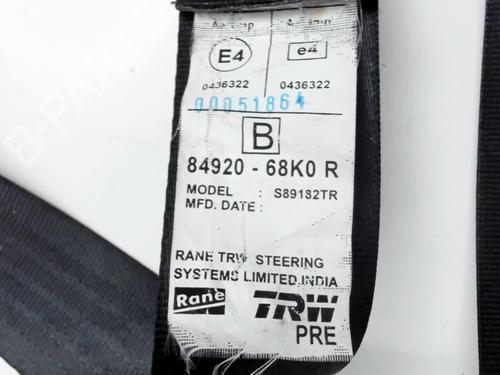 E4
e4
0436322
0436322
00051864
B
84920 - 68K0 R
MODEL : S89182TR
MFD. DATE :
RANE TRW STEERING
SYSTEMS LIMITED.INDIA
Rane TRW
PRE